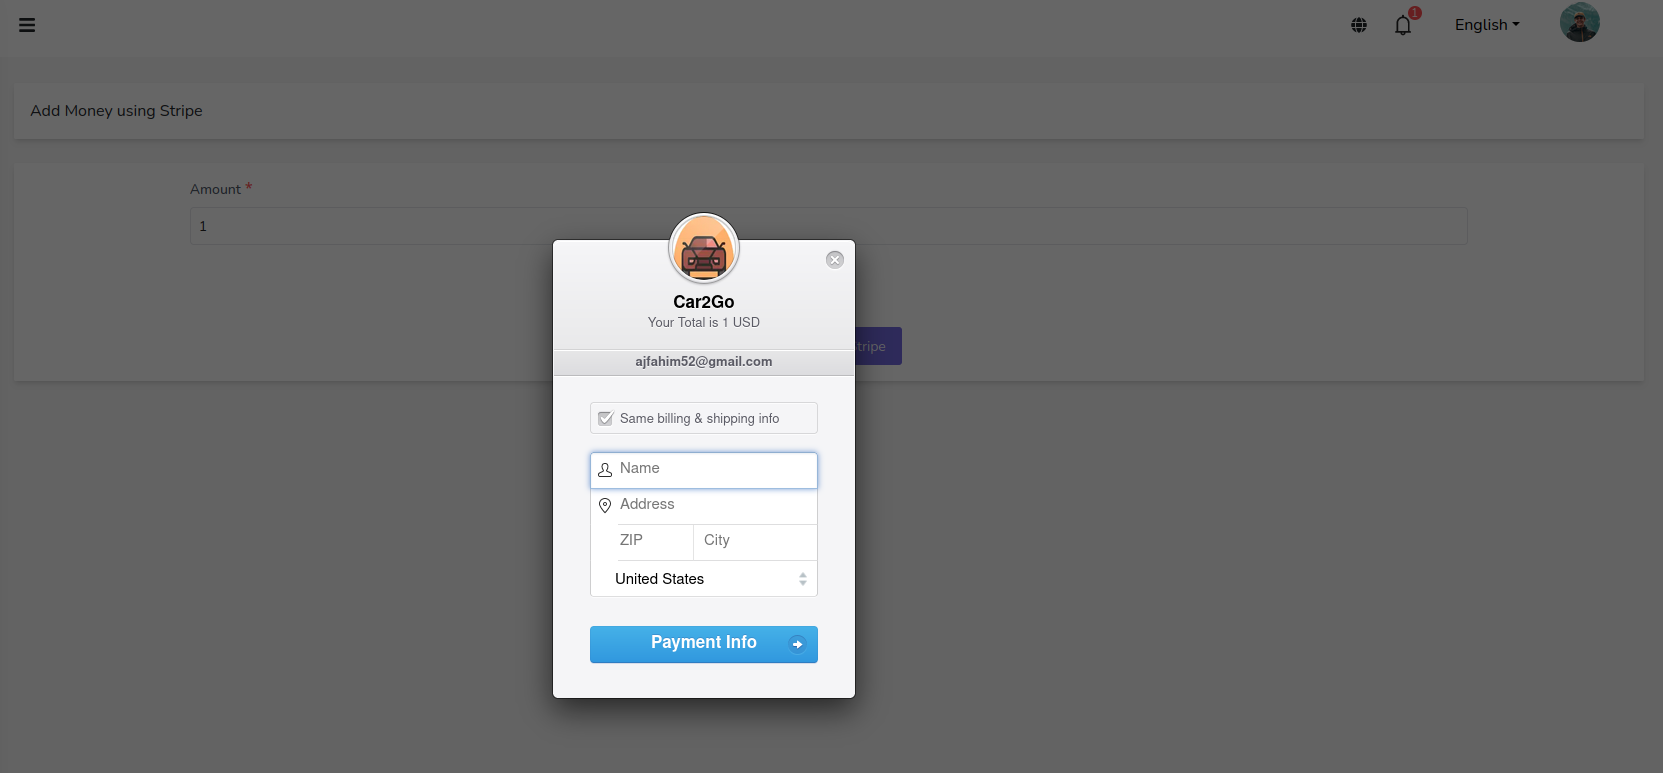 1
English
Add Money using Stripe
Amount *
1
Car2Go
Your Total is 1 USD
Stripe
ajfahim52@gmail.com
Same billing & shipping info
Name
Address
ZIP City
United States
Payment Info